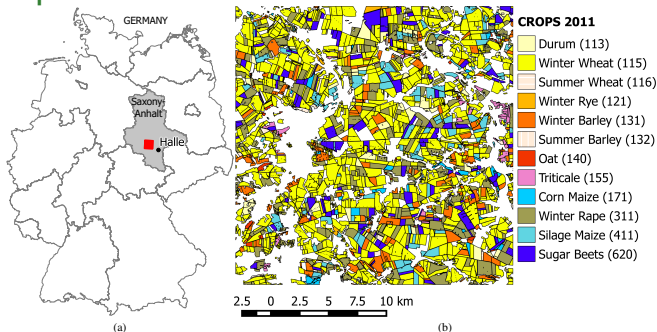 GERMANY
Saxony-
Anhalt
Halle
CROPS 2011
Durum (113)
Winter Wheat (115)
Summer Wheat (116)
Winter Rye (121)
Winter Barley (131)
Summer Barley (132)
Oat (140)
Triticale (155)
Corn Maize (171)
Winter Rape (311)
Silage Maize (411)
Sugar Beets (620)
2.5 0 2.5 5 7.5 10 km
(a)
(b)